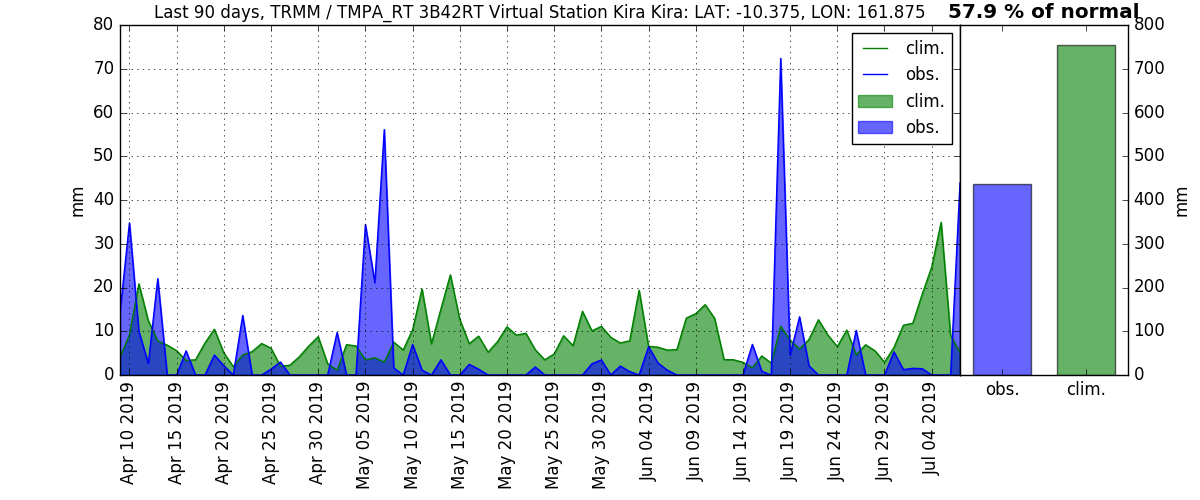 Last 90 days, TRMM / TMPA_RT 3B42RT Virtual Station Kira Kira: LAT: -10.375, LON: 161.875
57.9 % of normal
80
70
60
50
40
30
20
10
0
mm
clim.
obs.
clim.
obs.
800
700
600
500
400
300
200
100
0
mm
Apr 10 2019
Apr 15 2019
Apr 20 2019
Apr 25 2019
Apr 30 2019
May 05 2019
May 10 2019
May 15 2019
May 20 2019
May 25 2019
May 30 2019
Jun 04 2019
Jun 09 2019
Jun 14 2019
Jun 19 2019
Jun 24 2019
Jun 29 2019
Jul 04 2019
obs.
clim.